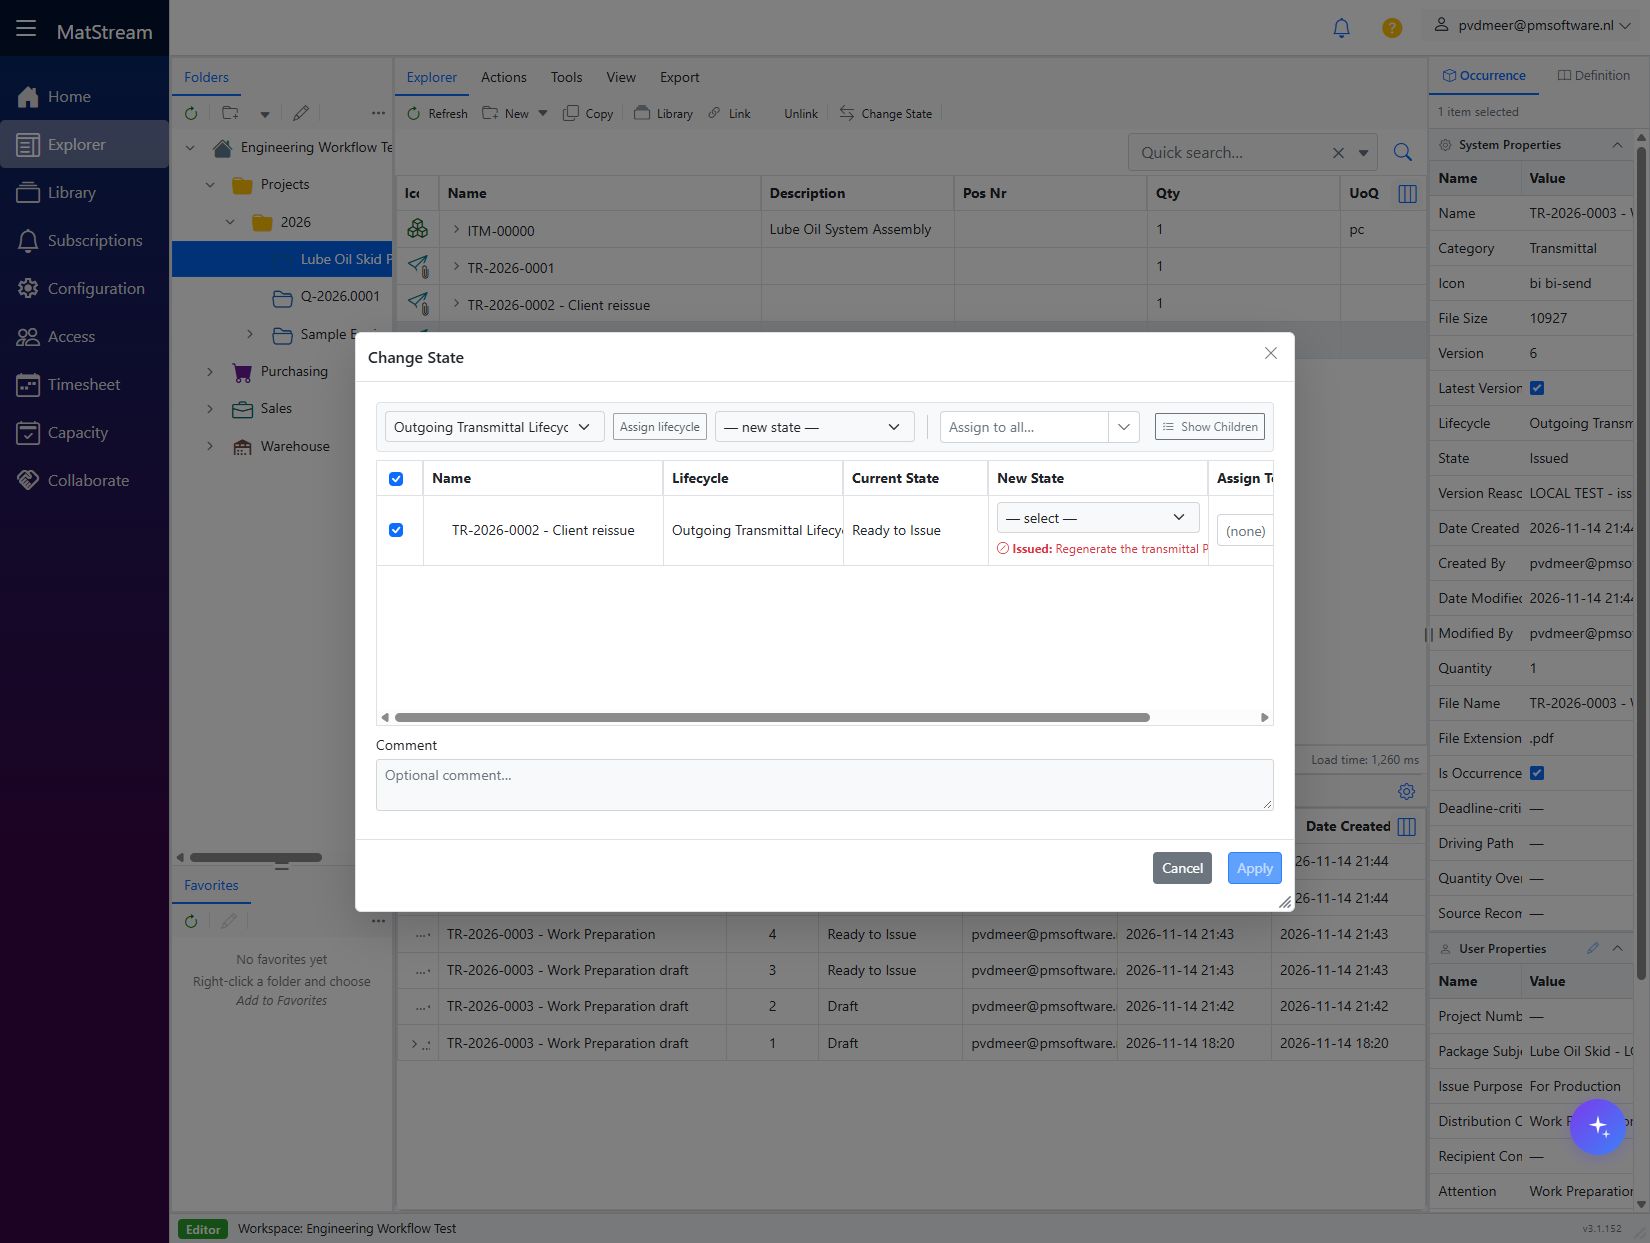 MatStream
pvdmeer@pmsoftware.nl
Home
Explorer
Library
Subscriptions
Configuration
Access
Timesheet
Capacity
Collaborate
Folders
Engineering Workflow Te
Projects
2026
Lube Oil Skid P
Q-2026.0001
Sample
Purchasing
Sales
Warehouse
Favorites
No favorites yet
Right-click a folder and choose
Add to Favorites
Explorer Actions Tools View Export
Refresh New Copy Library Link Unlink Change State
Quick search...
Name Description Pos Nr Qty UoQ
ITM-00000 Lube Oil System Assembly 1 pc
TR-2026-0001 1
TR-2026-0002 - Client reissue 1
Change State
Outgoing Transmittal Lifecyc Assign lifecycle — new state — Assign to all... Show Children
Name Lifecycle Current State New State Assign T
TR-2026-0002 - Client reissue Outgoing Transmittal Lifecy Ready to Issue — select — (none)
Issued: Regenerate the transmittal P
Comment
Optional comment...
Cancel Apply
Load time: 1,260 ms
Date Created
26-11-14 21:44
26-11-14 21:44
TR-2026-0003 - Work Preparation 4 Ready to Issue pvdmeer@pmsoftware. 2026-11-14 21:43 2026-11-14 21:43
TR-2026-0003 - Work Preparation draft 3 Ready to Issue pvdmeer@pmsoftware. 2026-11-14 21:43 2026-11-14 21:43
TR-2026-0003 - Work Preparation draft 2 Draft pvdmeer@pmsoftware. 2026-11-14 21:42 2026-11-14 21:42
TR-2026-0003 - Work Preparation draft 1 Draft pvdmeer@pmsoftware. 2026-11-14 18:20 2026-11-14 18:20
Occurrence Definition
1 item selected
System Properties
Name Value
Name TR-2026-0003 -
Category Transmittal
Icon bi bi-send
File Size 10927
Version 6
Latest Version
Lifecycle Outgoing Transm
State Issued
Version Reaso LOCAL TEST - iss
Date Created 2026-11-14 21:4
Created By pvdmeer@pmso
Date Modified 2026-11-14 21:4
Modified By pvdmeer@pmso
Quantity 1
File Name TR-2026-0003 -
File Extension .pdf
Is Occurrence
Deadline-criti —
Driving Path —
Quantity Over —
Source Recom —
User Properties
Name Value
Project Numb —
Package Subj Lube Oil Skid - LO
Issue Purpose For Production
Distribution C Work
Recipient Com —
Attention Work Preparation
Editor Workspace: Engineering Workflow Test
v3.1.152